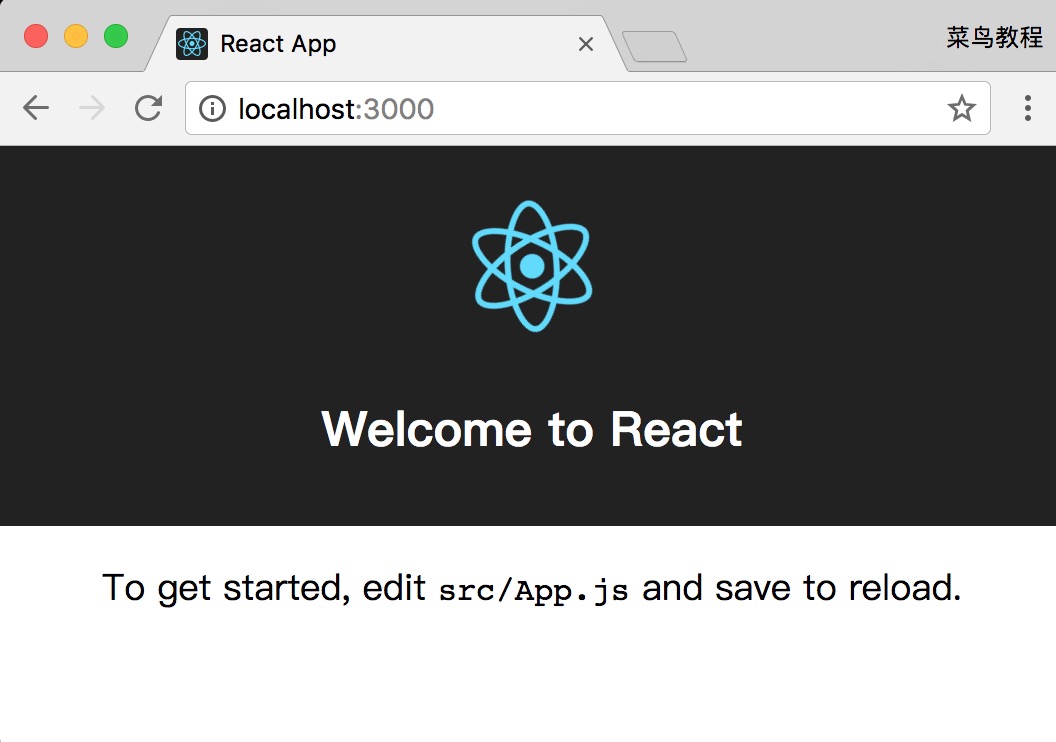 React App
菜鸟教程
localhost:3000
Welcome to React
To get started, edit src/App.js and save to reload.